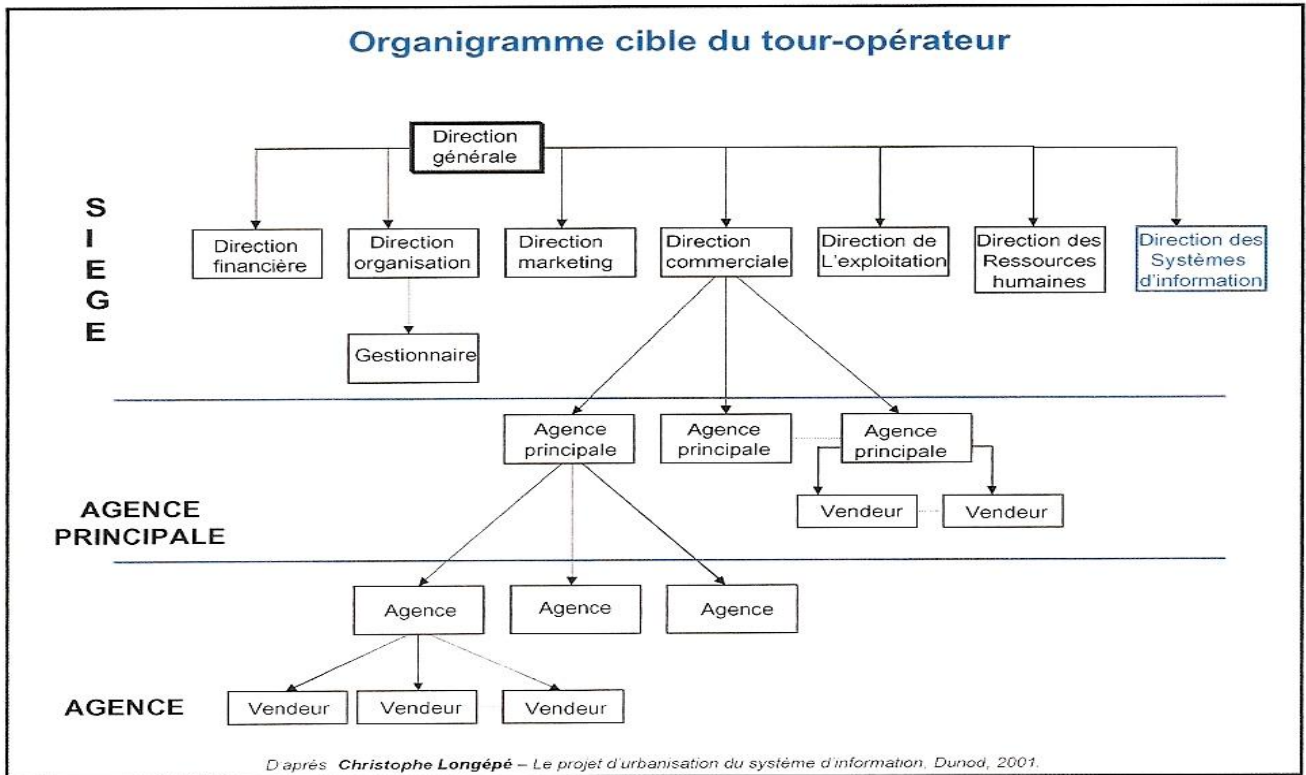 Organigramme cible du tour-opérateur
Direction
générale
S
I
E
G
E
Direction
financière
Direction
organisation
Direction
marketing
Direction
commerciale
Direction de
L'exploitation
Direction des
Ressources
humaines
Direction des
Systèmes
d'information
Gestionnaire
Agence
principale
Agence
principale
Agence
principale
Vendeur
Vendeur
AGENCE
PRINCIPALE
Agence
Agence
Agence
AGENCE
Vendeur
Vendeur
Vendeur
D'après Christophe Longépé – Le projet d'urbanisation du système d'information, Dunod, 2001.